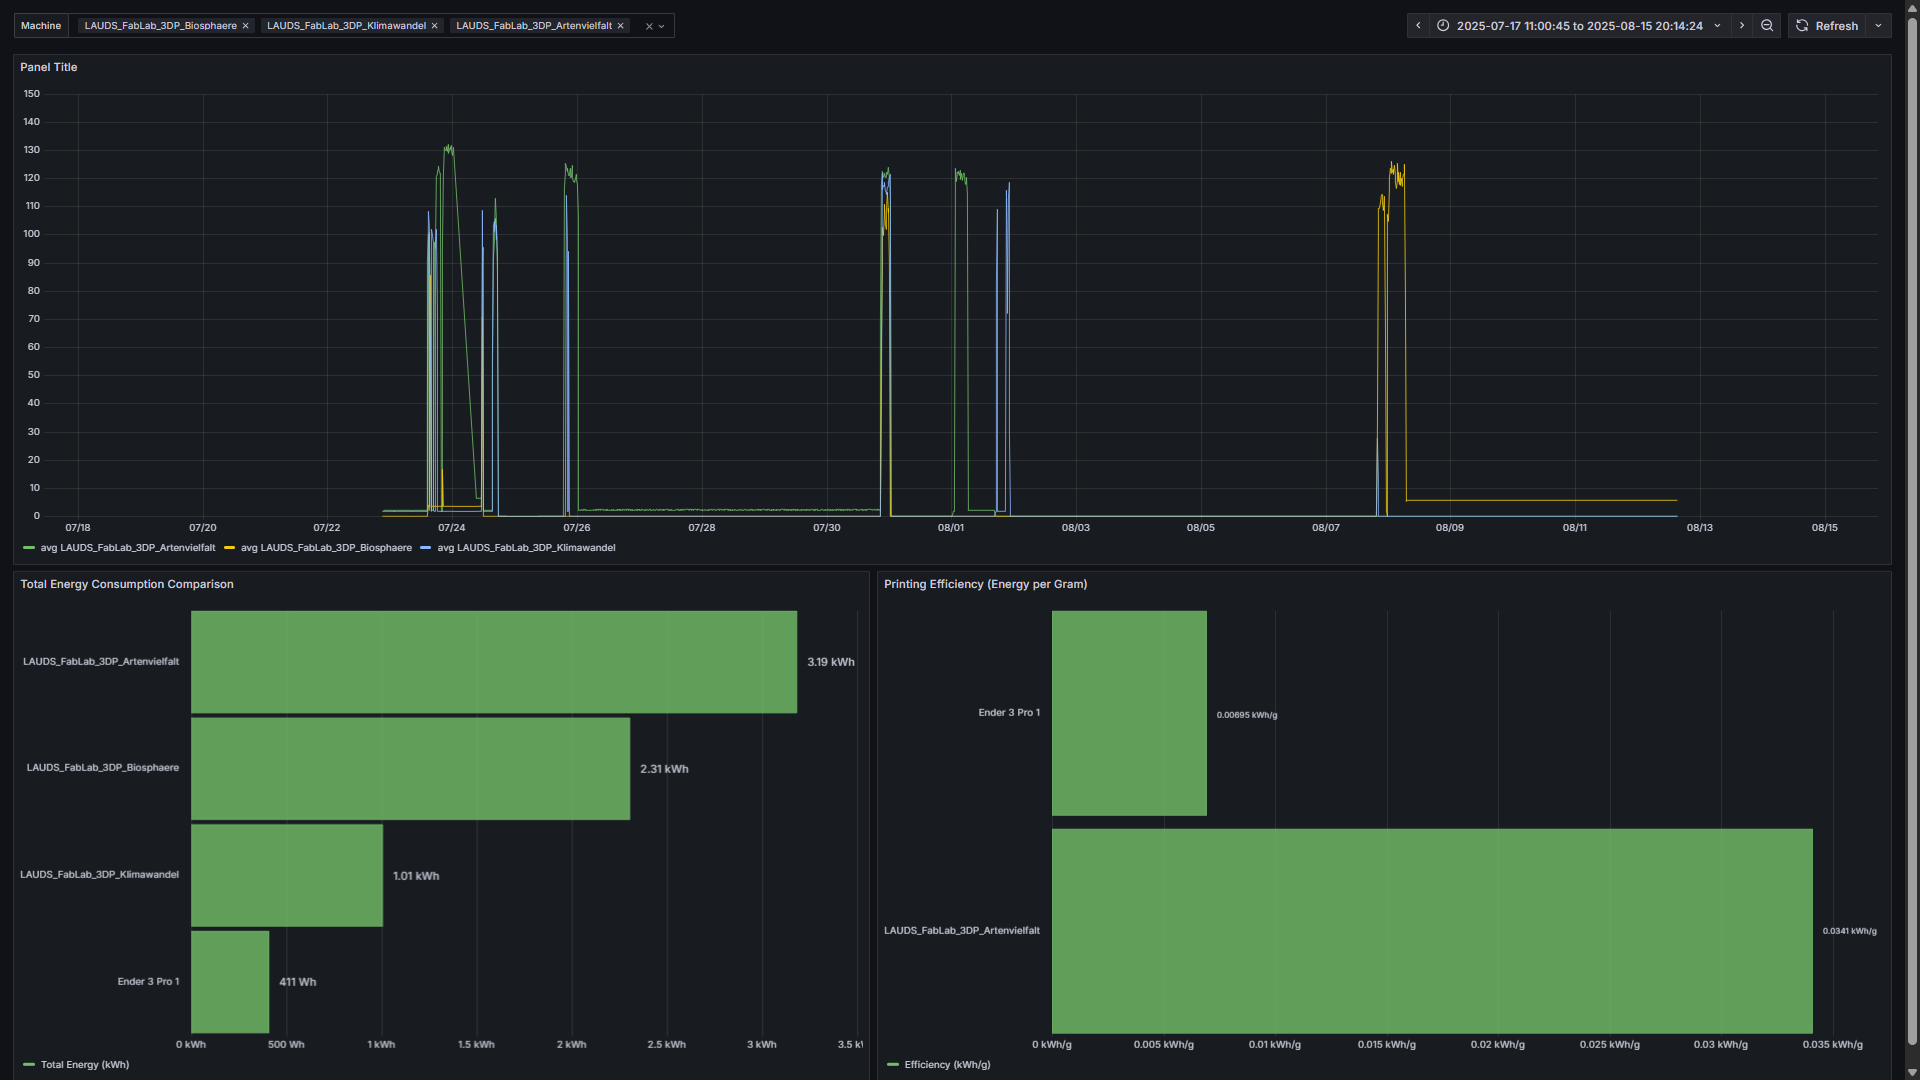 Machine LAUDS_FabLab_3DP_Biosphaere × LAUDS_FabLab_3DP_Klimawandel × LAUDS_FabLab_3DP_Artenvielfalt × 2025-07-17 11:00:45 to 2025-08-15 20:14:24 Refresh
Panel Title
150
140
130
120
110
100
90
80
70
60
50
40
30
20
10
0
07/18 07/20 07/22 07/24 07/26 07/28 07/30 08/01 08/03 08/05 08/07 08/09 08/11 08/13 08/15
avg LAUDS_FabLab_3DP_Artenvielfalt avg LAUDS_FabLab_3DP_Biosphaere avg LAUDS_FabLab_3DP_Klimawandel
Total Energy Consumption Comparison
LAUDS_FabLab_3DP_Artenvielfalt 3.19 kWh
LAUDS_FabLab_3DP_Biosphaere 2.31 kWh
LAUDS_FabLab_3DP_Klimawandel 1.01 kWh
Ender 3 Pro 1 411 Wh
0 kWh 500 Wh 1 kWh 1.5 kWh 2 kWh 2.5 kWh 3 kWh 3.5 k
Total Energy (kWh)
Printing Efficiency (Energy per Gram)
Ender 3 Pro 1 0.00695 kWh/g
LAUDS_FabLab_3DP_Artenvielfalt 0.0341 kWh/g
0 kWh/g 0.005 kWh/g 0.01 kWh/g 0.015 kWh/g 0.02 kWh/g 0.025 kWh/g 0.03 kWh/g 0.035 kWh/g
Efficiency (kWh/g)